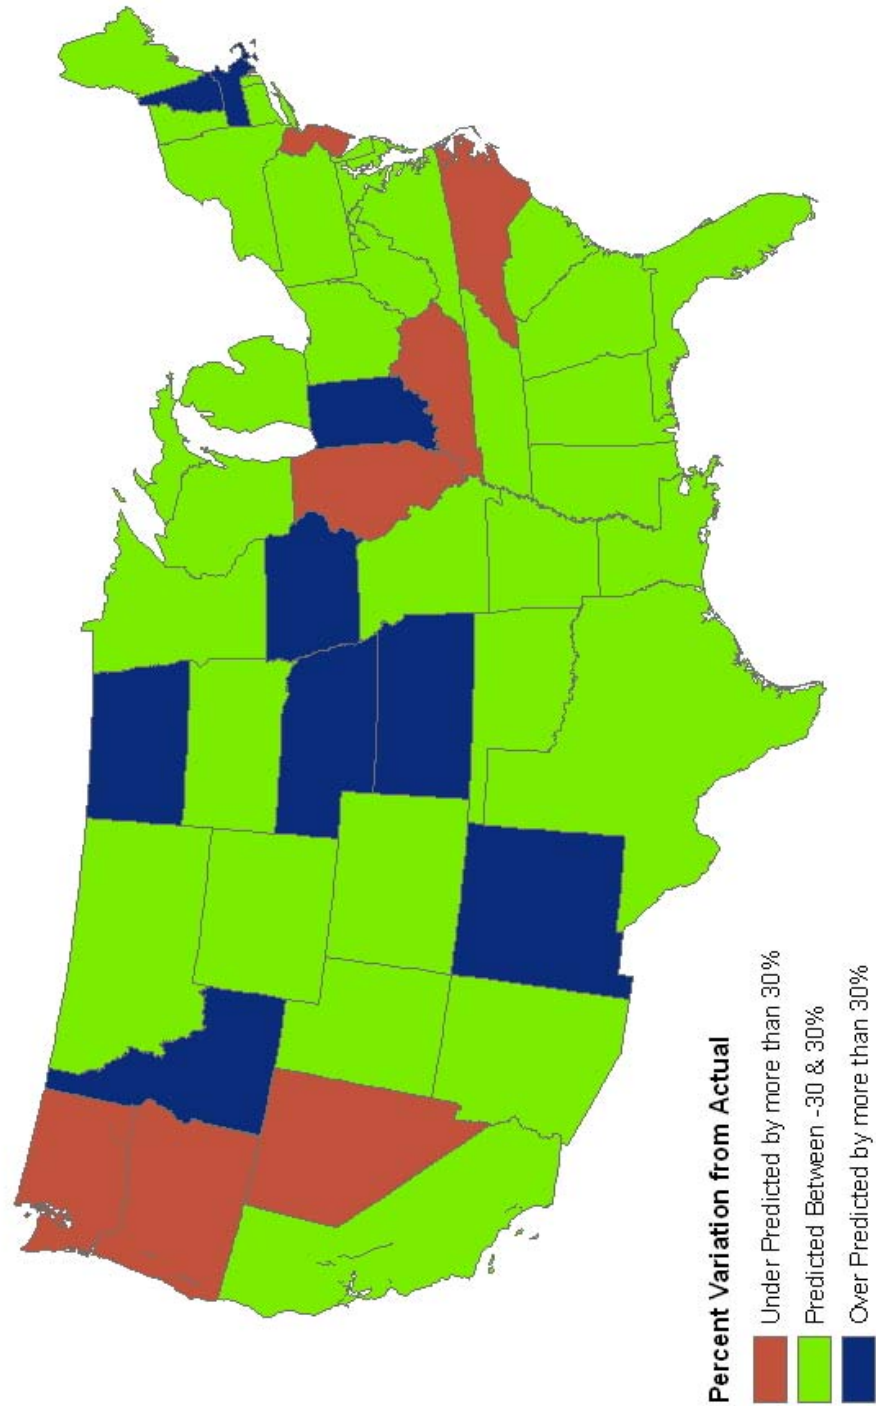 Percent Variation from Actual
Under Predicted by more than 30%
Predicted Between -30 & 30%
Over Predicted by more than 30%